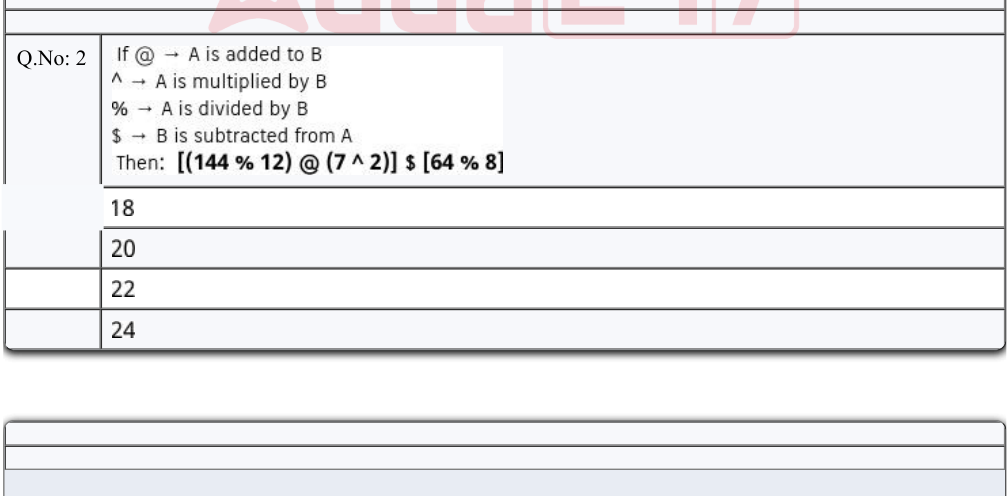 Q.No: 2
If @ → A is added to B
^ → A is multiplied by B
% → A is divided by B
$ → B is subtracted from A
Then: [(144 % 12) @ (7 ^ 2)] $ [64 % 8]
18
20
22
24